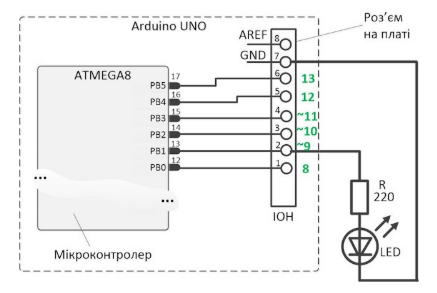 Arduino UNO
Роз’єм
на платі
AREF
8
GND
7
ATMEGA8
17
PB5
6
13
16
PB4
5
12
15
PB3
4
~11
14
PB2
3
~10
13
PB1
2
~9
12
PB0
1
8
...
...
R
220
IOH
LED
Мікроконтролер